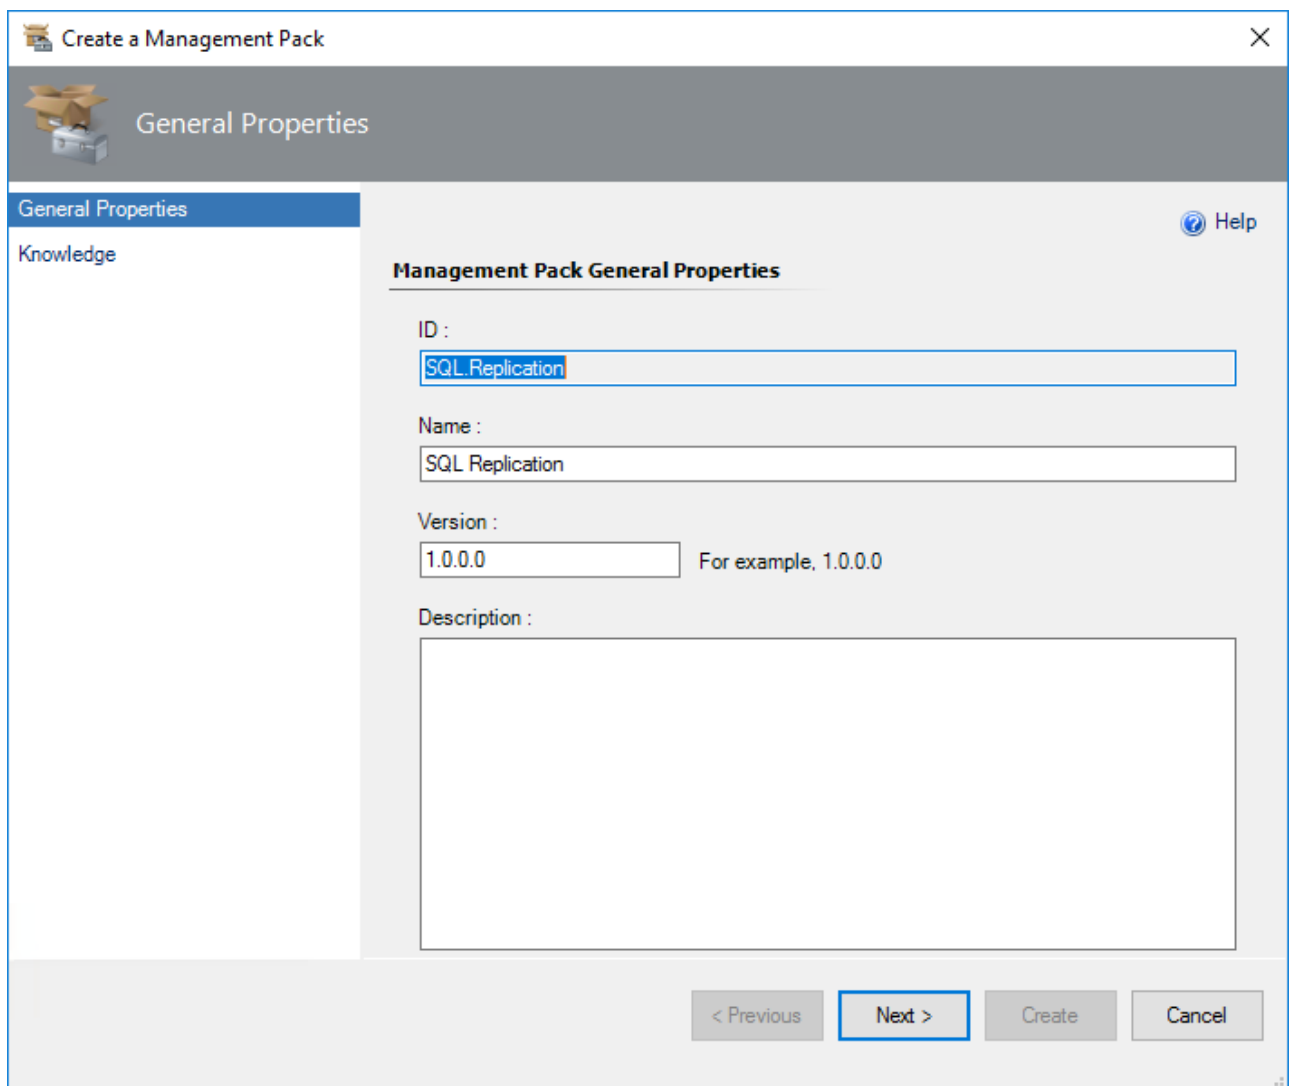 Create a Management Pack
General Properties
General Properties
Knowledge
Help
Management Pack General Properties
ID :
SQL.Replication
Name :
SQL Replication
Version :
1.0.0.0 For example, 1.0.0.0
Description :
< Previous Next > Create Cancel